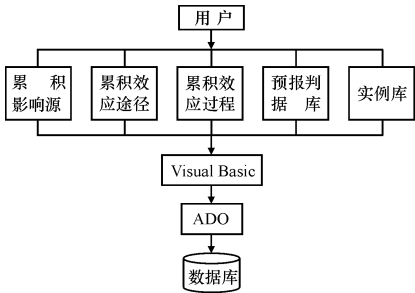 用户
累 积
影响源
累积效
应途径
累积效
应过程
预报判
据 库
实例库
Visual Basic
ADO
数据库